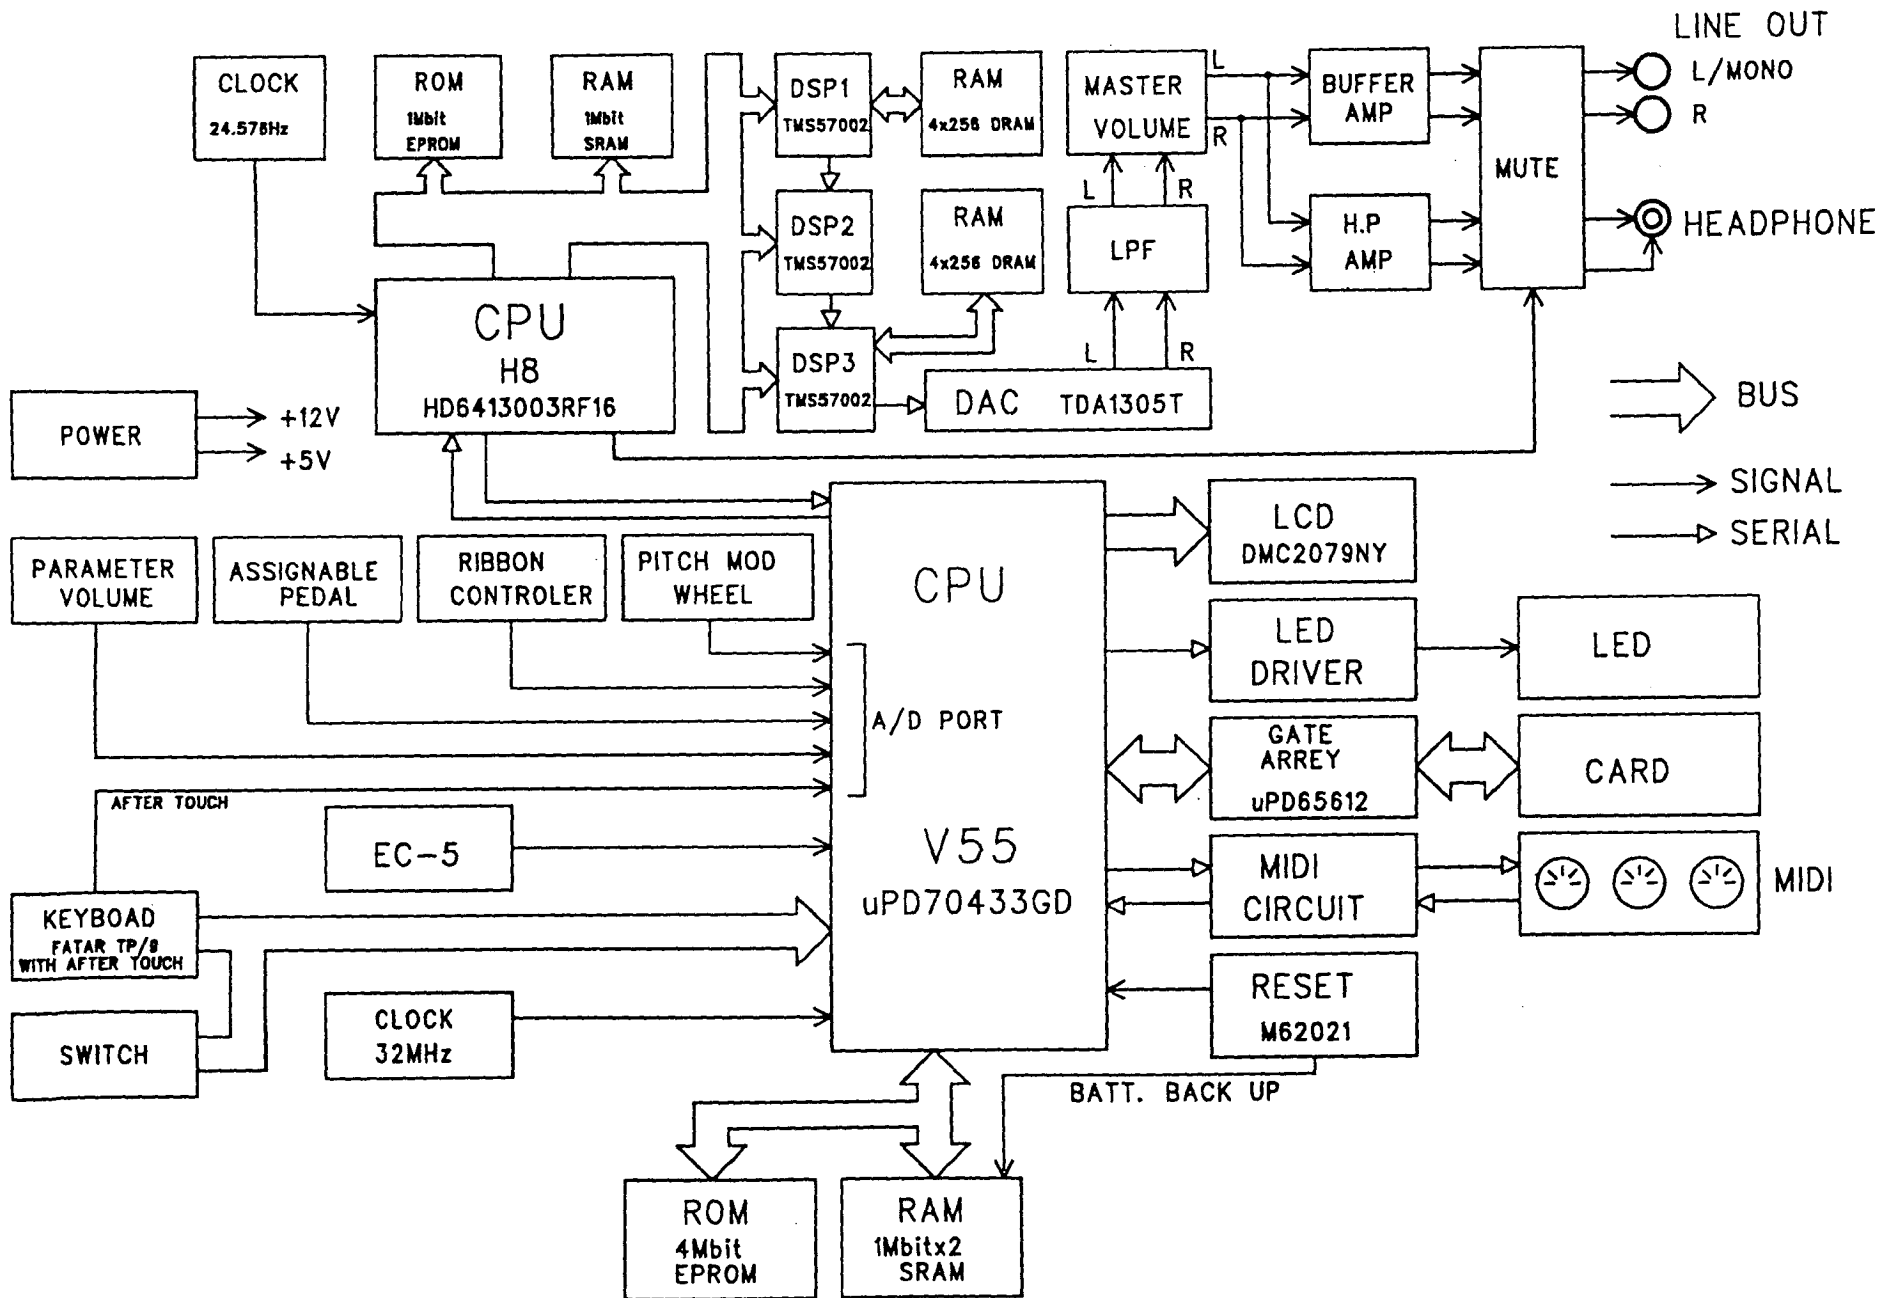 LINE OUT
CLOCK
24.576Hz
ROM
1Mbit
EPROM
RAM
1Mbit
SRAM
DSP1
TMS57002
RAM
4x256 DRAM
MASTER
VOLUME
L
R
BUFFER
AMP
MUTE
L/MONO
R
DSP2
TMS57002
RAM
4x256 DRAM
L
R
LPF
H.P
AMP
HEADPHONE
CPU
H8
HD6413003RF16
DSP3
TMS57002
L
R
DAC TDA1305T
BUS
POWER
+12V
+5V
SIGNAL
SERIAL
PARAMETER
VOLUME
ASSIGNABLE
PEDAL
RIBBON
CONTROLER
PITCH MOD
WHEEL
CPU
LCD
DMC2079NY
LED
DRIVER
LED
A/D PORT
GATE
ARREY
uPD65612
CARD
AFTER TOUCH
EC-5
V55
uPD70433GD
MIDI
CIRCUIT
MIDI
KEYBOAD
FATAR TP/9
WITH AFTER TOUCH
CLOCK
32MHz
RESET
M62021
SWITCH
BATT. BACK UP
ROM
4Mbit
EPROM
RAM
1Mbitx2
SRAM